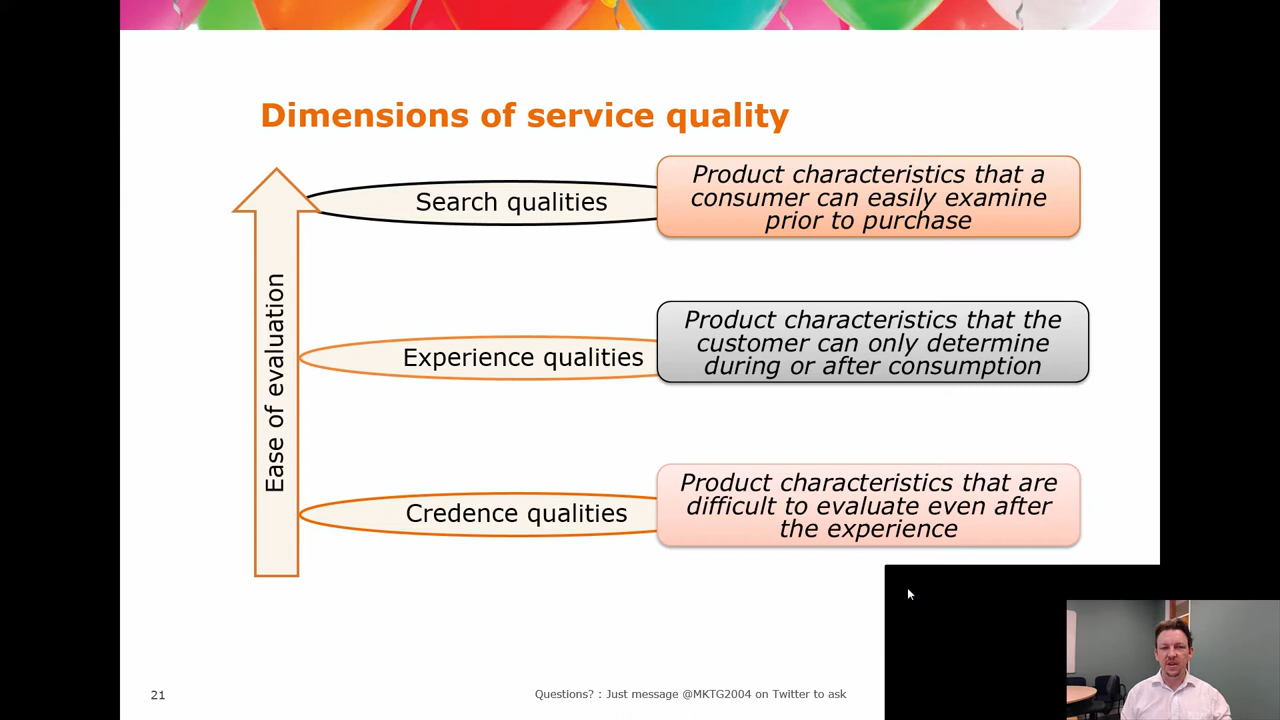 Dimensions of service quality
Search qualities
Product characteristics that a
consumer can easily examine
prior to purchase
Ease of evaluation
Experience qualities
Product characteristics that the
customer can only determine
during or after consumption
Credence qualities
Product characteristics that are
difficult to evaluate even after
the experience
21
Questions? : Just message @MKTG2004 on Twitter to ask